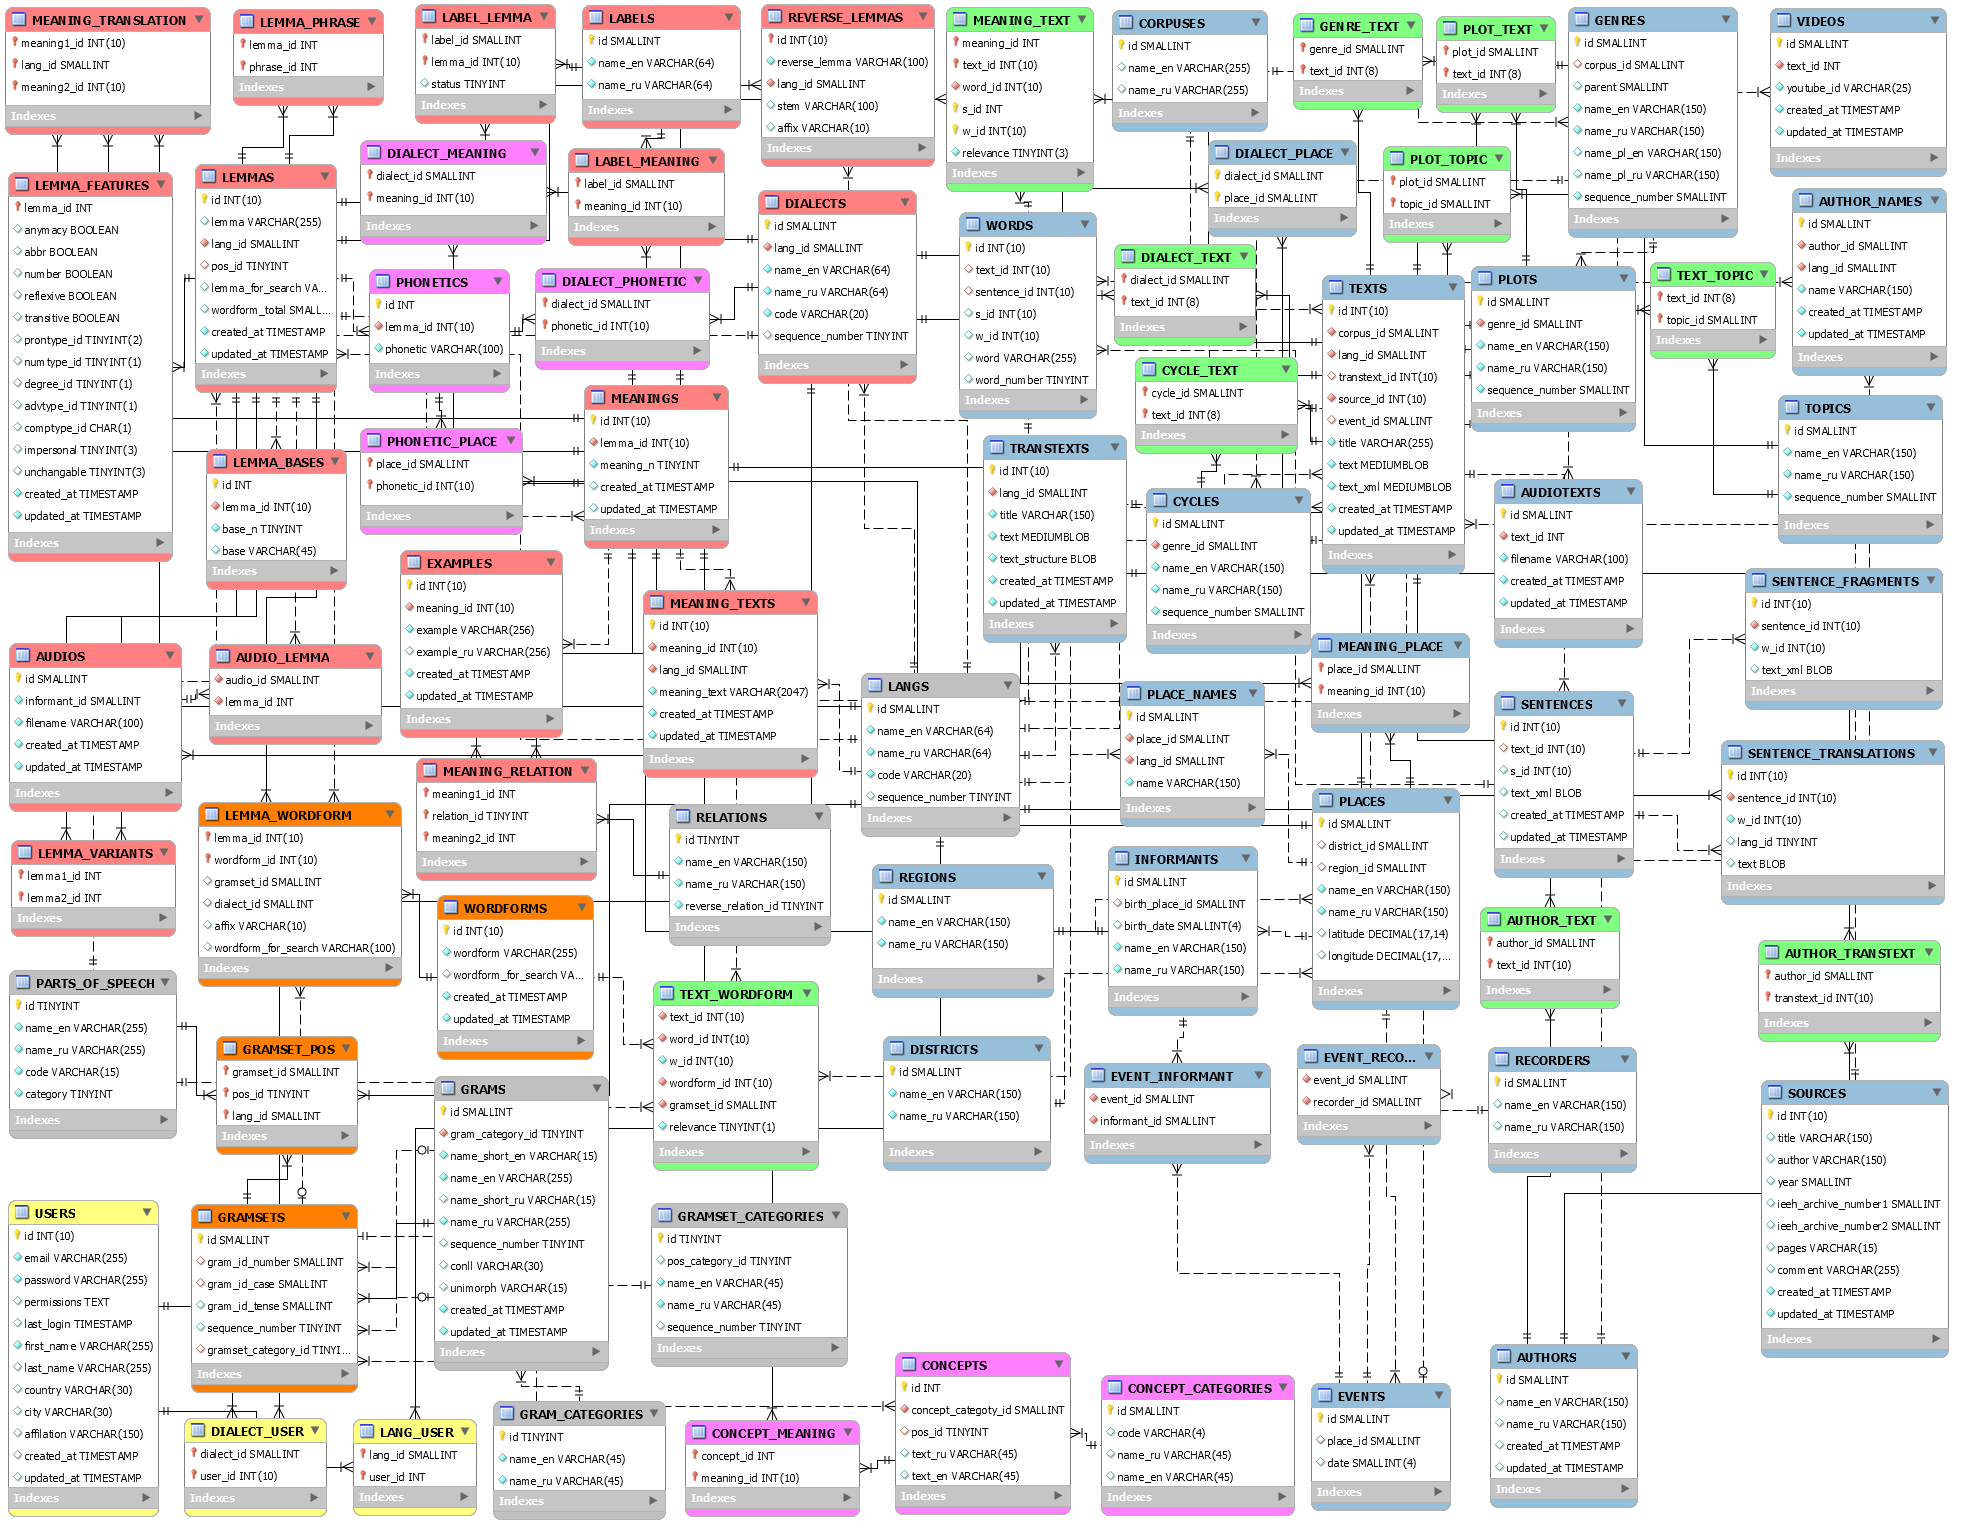 MEANING_TRANSLATION
meaning1_id INT(10)
lang_id SMALLINT
meaning2_id INT(10)
Indexes
LEMMA_PHRASE
lemma_id INT
phrase_id INT
Indexes
LABEL_LEMMA
label_id SMALLINT
lemma_id INT(10)
status TINYINT
Indexes
LABELS
id SMALLINT
name_en VARCHAR(64)
name_ru VARCHAR(64)
Indexes
REVERSE_LEMMAS
id INT(10)
reverse_lemma VARCHAR(100)
lang_id SMALLINT
stem VARCHAR(100)
affix VARCHAR(10)
Indexes
MEANING_TEXT
meaning_id INT
text_id INT(10)
word_id INT(10)
s_id INT
w_id INT(10)
relevance TINYINT(3)
Indexes
CORPUSES
id SMALLINT
name_en VARCHAR(255)
name_ru VARCHAR(255)
Indexes
GENRE_TEXT
genre_id SMALLINT
text_id INT(8)
Indexes
PLOT_TEXT
plot_id SMALLINT
text_id INT(8)
Indexes
GENRES
id SMALLINT
corpus_id SMALLINT
parent SMALLINT
name_en VARCHAR(150)
name_ru VARCHAR(150)
name_pl_en VARCHAR(150)
name_pl_ru VARCHAR(150)
sequence_number SMALLINT
Indexes
VIDEOS
id SMALLINT
text_id INT
youtube_id VARCHAR(25)
created_at TIMESTAMP
updated_at TIMESTAMP
Indexes
LEMMA_FEATURES
lemma_id INT
anymacy BOOLEAN
abbr BOOLEAN
number BOOLEAN
reflexive BOOLEAN
transitive BOOLEAN
prontype_id TINYINT(2)
numtype_id TINYINT(1)
degree_id TINYINT(1)
advtype_id TINYINT(1)
comptype_id CHAR(1)
impersonal TINYINT(3)
unchangable TINYINT(3)
created_at TIMESTAMP
updated_at TIMESTAMP
Indexes
LEMMAS
id INT(10)
lemma VARCHAR(255)
lang_id SMALLINT
pos_id TINYINT
lemma_for_search VA...
wordform_total SMALL...
created_at TIMESTAMP
updated_at TIMESTAMP
Indexes
DIALECT_MEANING
dialect_id SMALLINT
meaning_id INT(10)
Indexes
LABEL_MEANING
label_id SMALLINT
meaning_id INT(10)
Indexes
DIALECTS
id SMALLINT
lang_id SMALLINT
name_en VARCHAR(64)
name_ru VARCHAR(64)
code VARCHAR(20)
sequence_number TINYINT
Indexes
WORDS
id INT(10)
text_id INT(10)
sentence_id INT(10)
s_id INT(10)
w_id INT(10)
word VARCHAR(255)
word_number TINYINT
Indexes
DIALECT_PLACE
dialect_id SMALLINT
place_id SMALLINT
Indexes
PLOT_TOPIC
plot_id SMALLINT
topic_id SMALLINT
Indexes
AUTHOR_NAMES
id SMALLINT
author_id SMALLINT
lang_id SMALLINT
name VARCHAR(150)
created_at TIMESTAMP
updated_at TIMESTAMP
Indexes
PHONETICS
id INT
lemma_id INT(10)
phonetic VARCHAR(100)
Indexes
DIALECT_PHONETIC
dialect_id SMALLINT
phonetic_id INT(10)
Indexes
DIALECT_TEXT
dialect_id SMALLINT
text_id INT(8)
Indexes
TEXTS
id INT(10)
corpus_id SMALLINT
lang_id SMALLINT
transtext_id INT(10)
source_id INT(10)
event_id SMALLINT
title VARCHAR(255)
text MEDIUMBLOB
text_xml MEDIUMBLOB
created_at TIMESTAMP
updated_at TIMESTAMP
Indexes
PLOTS
id SMALLINT
genre_id SMALLINT
name_en VARCHAR(150)
name_ru VARCHAR(150)
sequence_number SMALLINT
Indexes
TEXT_TOPIC
text_id INT(8)
topic_id SMALLINT
Indexes
CYCLE_TEXT
cycle_id SMALLINT
text_id INT(8)
Indexes
TOPICS
id SMALLINT
name_en VARCHAR(150)
name_ru VARCHAR(150)
sequence_number SMALLINT
Indexes
LEMMA_BASES
id INT
lemma_id INT(10)
base_n TINYINT
base VARCHAR(45)
Indexes
PHONETIC_PLACE
place_id SMALLINT
phonetic_id INT(10)
Indexes
MEANINGS
id INT(10)
lemma_id INT(10)
meaning_n TINYINT
created_at TIMESTAMP
updated_at TIMESTAMP
Indexes
TRANSTEXTS
id INT(10)
lang_id SMALLINT
title VARCHAR(150)
text MEDIUMBLOB
text_structure BLOB
created_at TIMESTAMP
updated_at TIMESTAMP
Indexes
CYCLES
id SMALLINT
genre_id SMALLINT
name_en VARCHAR(150)
name_ru VARCHAR(150)
sequence_number SMALLINT
Indexes
AUDIOTEXTS
id SMALLINT
text_id INT
filename VARCHAR(100)
created_at TIMESTAMP
updated_at TIMESTAMP
Indexes
SENTENCE_FRAGMENTS
id INT(10)
sentence_id INT(10)
w_id INT(10)
text_xml BLOB
Indexes
EXAMPLES
id INT(10)
meaning_id INT(10)
example VARCHAR(256)
example_ru VARCHAR(256)
created_at TIMESTAMP
updated_at TIMESTAMP
Indexes
MEANING_TEXTS
id INT(10)
meaning_id INT(10)
lang_id SMALLINT
meaning_text VARCHAR(2047)
created_at TIMESTAMP
updated_at TIMESTAMP
Indexes
AUDIOS
id SMALLINT
informant_id SMALLINT
filename VARCHAR(100)
created_at TIMESTAMP
updated_at TIMESTAMP
Indexes
AUDIO_LEMMA
audio_id SMALLINT
lemma_id INT
Indexes
LANGS
id SMALLINT
name_en VARCHAR(64)
name_ru VARCHAR(64)
code VARCHAR(20)
sequence_number TINYINT
Indexes
PLACE_NAMES
id SMALLINT
place_id SMALLINT
lang_id SMALLINT
name VARCHAR(150)
Indexes
MEANING_PLACE
place_id SMALLINT
meaning_id INT(10)
Indexes
SENTENCES
id INT(10)
text_id INT(10)
s_id INT(10)
text_xml BLOB
created_at TIMESTAMP
updated_at TIMESTAMP
Indexes
SENTENCE_TRANSLATIONS
id INT(10)
sentence_id INT(10)
w_id INT(10)
lang_id TINYINT
text BLOB
Indexes
MEANING_RELATION
meaning1_id INT
relation_id TINYINT
meaning2_id INT
Indexes
RELATIONS
id TINYINT
name_en VARCHAR(150)
name_ru VARCHAR(150)
reverse_relation_id TINYINT
Indexes
LEMMA_VARIANTS
lemma1_id INT
lemma2_id INT
Indexes
LEMMA_WORDFORM
lemma_id INT(10)
wordform_id INT(10)
gramset_id SMALLINT
dialect_id SMALLINT
affix VARCHAR(10)
wordform_for_search VARCHAR(100)
Indexes
WORDFORMS
id INT(10)
wordform VARCHAR(255)
wordform_for_search VA...
created_at TIMESTAMP
updated_at TIMESTAMP
Indexes
REGIONS
id SMALLINT
name_en VARCHAR(150)
name_ru VARCHAR(150)
Indexes
INFORMANTS
id SMALLINT
birth_place_id SMALLINT
birth_date SMALLINT(4)
name_en VARCHAR(150)
name_ru VARCHAR(150)
Indexes
PLACES
id SMALLINT
district_id SMALLINT
region_id SMALLINT
name_en VARCHAR(150)
name_ru VARCHAR(150)
latitude DECIMAL(17,14)
longitude DECIMAL(17,...
Indexes
AUTHOR_TEXT
author_id SMALLINT
text_id INT(10)
Indexes
AUTHOR_TRANSTEXT
author_id SMALLINT
transtext_id INT(10)
Indexes
PARTS_OF_SPEECH
id TINYINT
name_en VARCHAR(255)
name_ru VARCHAR(255)
code VARCHAR(15)
category TINYINT
Indexes
GRAMSET_POS
gramset_id SMALLINT
pos_id TINYINT
lang_id SMALLINT
Indexes
TEXT_WORDFORM
text_id INT(10)
word_id INT(10)
w_id INT(10)
wordform_id INT(10)
gramset_id SMALLINT
relevance TINYINT(1)
Indexes
DISTRICTS
id SMALLINT
name_en VARCHAR(150)
name_ru VARCHAR(150)
Indexes
EVENT_INFORMANT
event_id SMALLINT
informant_id SMALLINT
Indexes
EVENT_RECO...
event_id SMALLINT
recorder_id SMALLINT
Indexes
RECORDERS
id SMALLINT
name_en VARCHAR(150)
name_ru VARCHAR(150)
Indexes
SOURCES
id INT(10)
title VARCHAR(150)
author VARCHAR(150)
year SMALLINT
ieeh_archive_number1 SMALLINT
ieeh_archive_number2 SMALLINT
pages VARCHAR(15)
comment VARCHAR(255)
created_at TIMESTAMP
updated_at TIMESTAMP
Indexes
GRAMS
id SMALLINT
gram_category_id TINYINT
name_short_en VARCHAR(15)
name_en VARCHAR(255)
name_short_ru VARCHAR(15)
name_ru VARCHAR(255)
sequence_number TINYINT
conll VARCHAR(30)
unimorph VARCHAR(15)
created_at TIMESTAMP
updated_at TIMESTAMP
Indexes
USERS
id INT(10)
email VARCHAR(255)
password VARCHAR(255)
permissions TEXT
last_login TIMESTAMP
first_name VARCHAR(255)
last_name VARCHAR(255)
country VARCHAR(30)
city VARCHAR(30)
affilation VARCHAR(150)
created_at TIMESTAMP
updated_at TIMESTAMP
Indexes
GRAMSETS
id SMALLINT
gram_id_number SMALLINT
gram_id_case SMALLINT
gram_id_tense SMALLINT
sequence_number TINYINT
gramset_category_id TINYI...
Indexes
GRAMSET_CATEGORIES
id TINYINT
pos_category_id TINYINT
name_en VARCHAR(45)
name_ru VARCHAR(45)
sequence_number TINYINT
Indexes
DIALECT_USER
dialect_id SMALLINT
user_id INT(10)
Indexes
LANG_USER
lang_id SMALLINT
user_id INT
Indexes
GRAM_CATEGORIES
id TINYINT
name_en VARCHAR(45)
name_ru VARCHAR(45)
Indexes
CONCEPT_MEANING
concept_id INT
meaning_id INT(10)
Indexes
CONCEPTS
id INT
concept_categoty_id SMALLINT
pos_id TINYINT
text_ru VARCHAR(45)
text_en VARCHAR(45)
Indexes
CONCEPT_CATEGORIES
id SMALLINT
code VARCHAR(4)
name_ru VARCHAR(45)
name_en VARCHAR(45)
Indexes
EVENTS
id SMALLINT
place_id SMALLINT
date SMALLINT(4)
Indexes
AUTHORS
id SMALLINT
name_en VARCHAR(150)
name_ru VARCHAR(150)
created_at TIMESTAMP
updated_at TIMESTAMP
Indexes